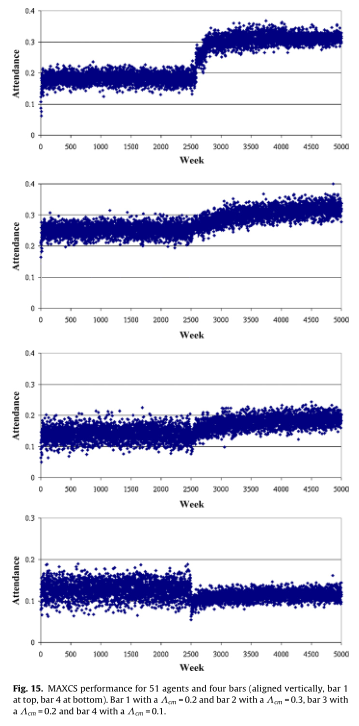 0.4
0.3
0.2
0.1
0
Attendance
0 500 1000 1500 2000 2500 3000 3500 4000 4500 5000
Week
0.4
0.3
0.2
0.1
0
Attendance
0 500 1000 1500 2000 2500 3000 3500 4000 4500 5000
Week
0.4
0.3
0.2
0.1
0
Attendance
0 500 1000 1500 2000 2500 3000 3500 4000 4500 5000
Week
0.3
0.2
0.1
0
Attendance
0 500 1000 1500 2000 2500 3000 3500 4000 4500 5000
Week
Fig. 15. MAXCS performance for 51 agents and four bars (aligned vertically, bar 1
at top, bar 4 at bottom). Bar 1 with a Λcm = 0.2 and bar 2 with a Λcm = 0.3, bar 3 with
a Λcm = 0.2 and bar 4 with a Λcm = 0.1.